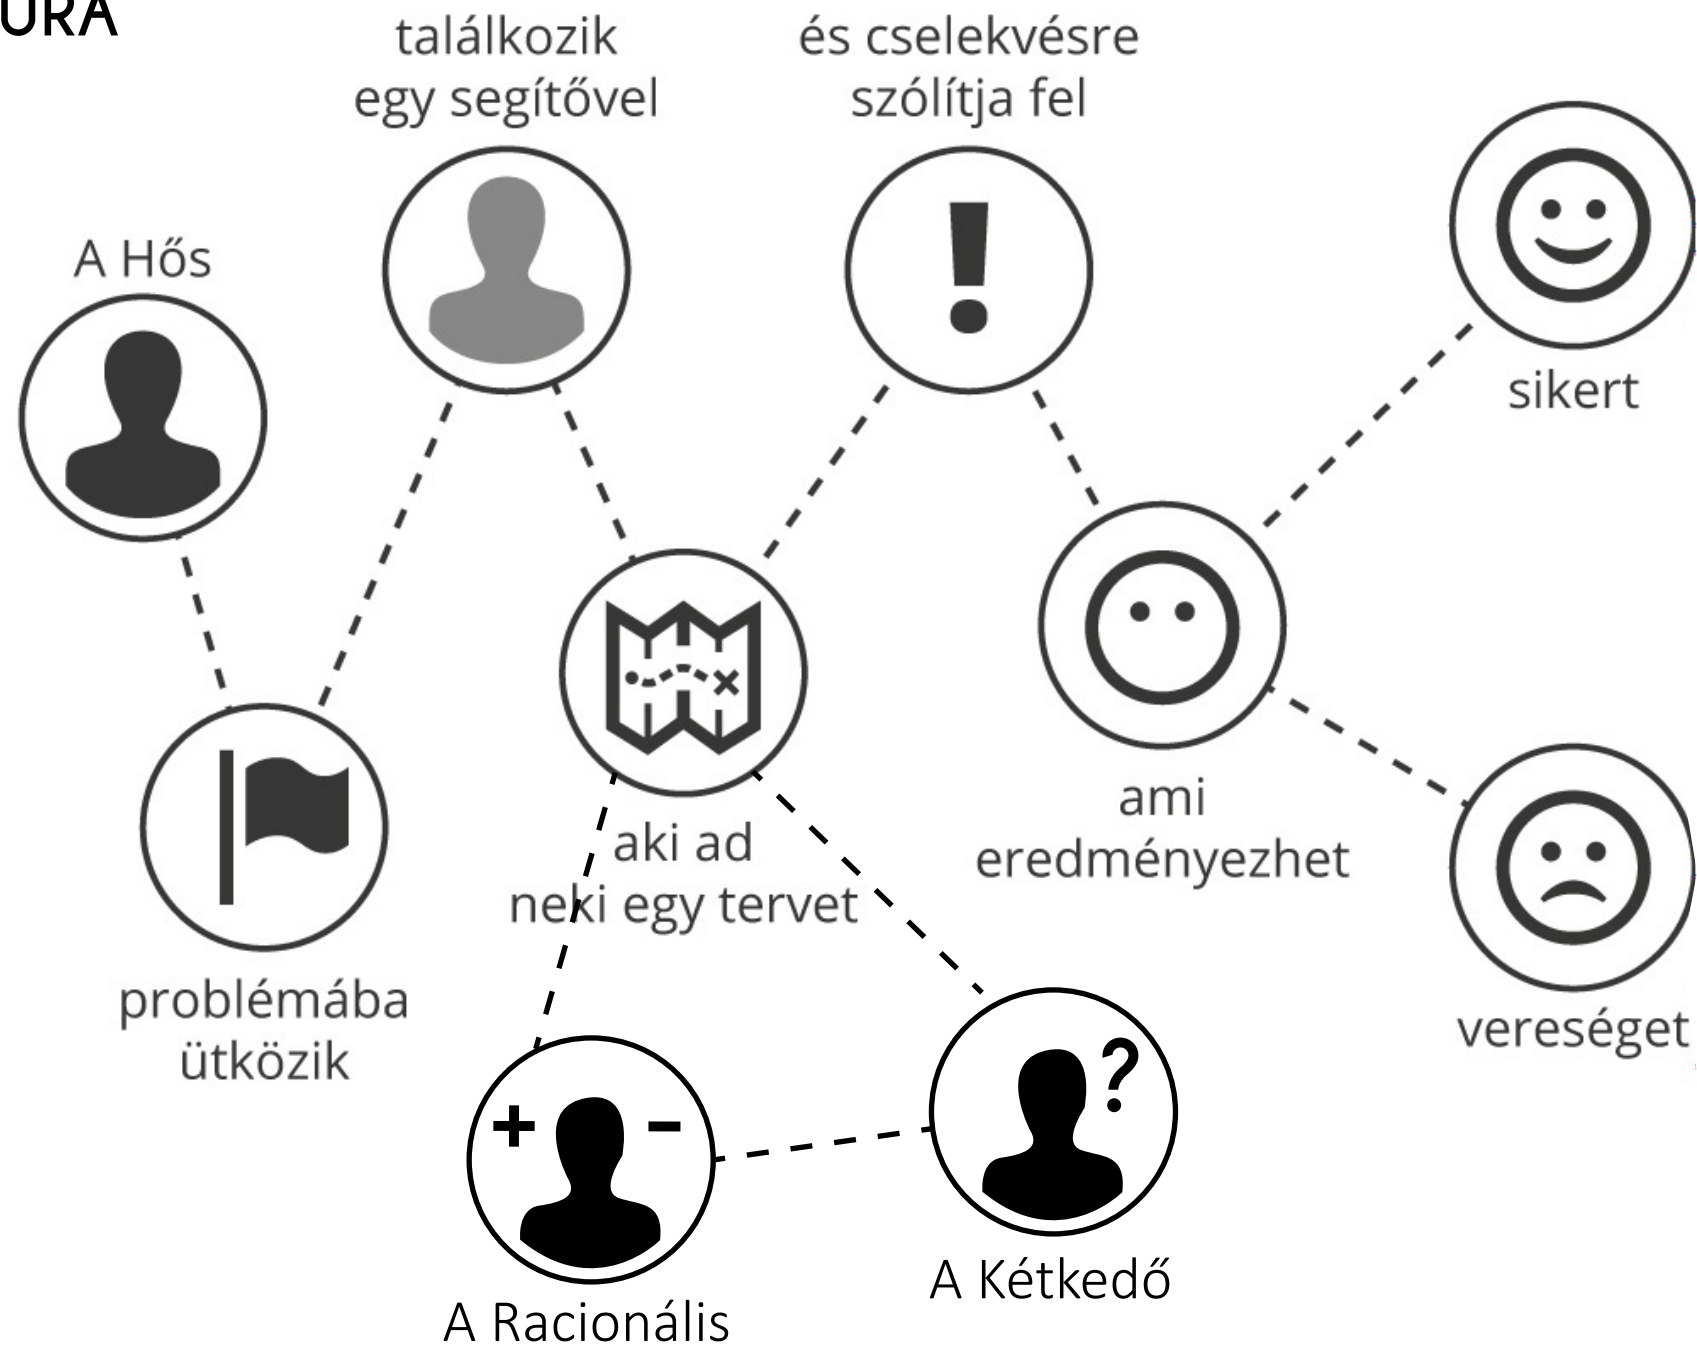 URA
A Hős
problémába
ütközik
találkozik
egy segítővel
aki ad
neki egy tervet
A Racionális
A Kétkedő
és cselekvésre
szólítja fel
ami
eredményezhet
sikert
vereséget